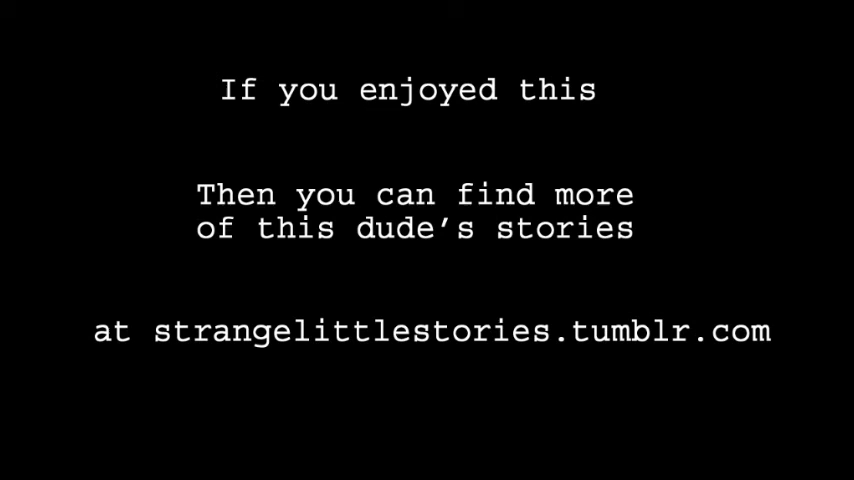 If you enjoyed this
Then you can find more
of this dude’s stories
at strangelittlestories.tumblr.com